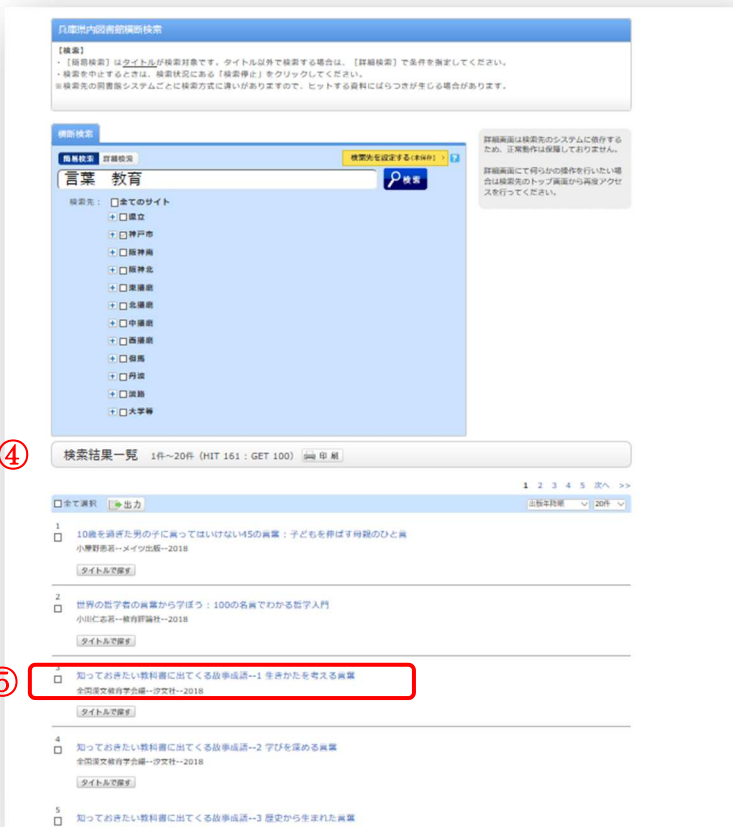 兵庫県内図書館横断検索
【検索】
・［簡易検索］はタイトルが検索対象です。タイトル以外で検索する場合は、［詳細検索］で条件を指定してください。
・検索を中止するときは、検索状況にある「検索停止」をクリックしてください。
※検索先の図書館システムごとに検索方式に違いがありますので、ヒットする資料にばらつきが生じる場合があります。
横断検索
簡易検索 詳細検索
検索先を設定する(未保存) ?
言葉 教育
検索
検索先： 全てのサイト
県立
神戸市
阪神南
阪神北
東播磨
北播磨
中播磨
西播磨
但馬
丹波
淡路
大学等
詳細画面は検索先のシステムに依存する
ため、正常動作は保障しておりません。
詳細画面にて何らかの操作を行いたい場
合は検索先のトップ画面から再度アクセ
スを行ってください。
④
検索結果一覧 1件～20件 (HIT 161 : GET 100) 印刷
1 2 3 4 5 次へ >>
全て選択 出力
出版年降順 20件
1
10歳を過ぎた男の子に言ってはいけない45の言葉 : 子どもを伸ばす母親のひと言
小屋野恵著--メイツ出版--2018
タイトルで探す
2
世界の哲学者の言葉から学ぼう : 100の名言でわかる哲学入門
小川仁志著--教育評論社--2018
タイトルで探す
⑤
3
知っておきたい教科書に出てくる故事成語--1 生きかたを考える言葉
全国漢文教育学会編--汐文社--2018
タイトルで探す
4
知っておきたい教科書に出てくる故事成語--2 学びを深める言葉
全国漢文教育学会編--汐文社--2018
タイトルで探す
5
知っておきたい教科書に出てくる故事成語--3 歴史から生まれた言葉